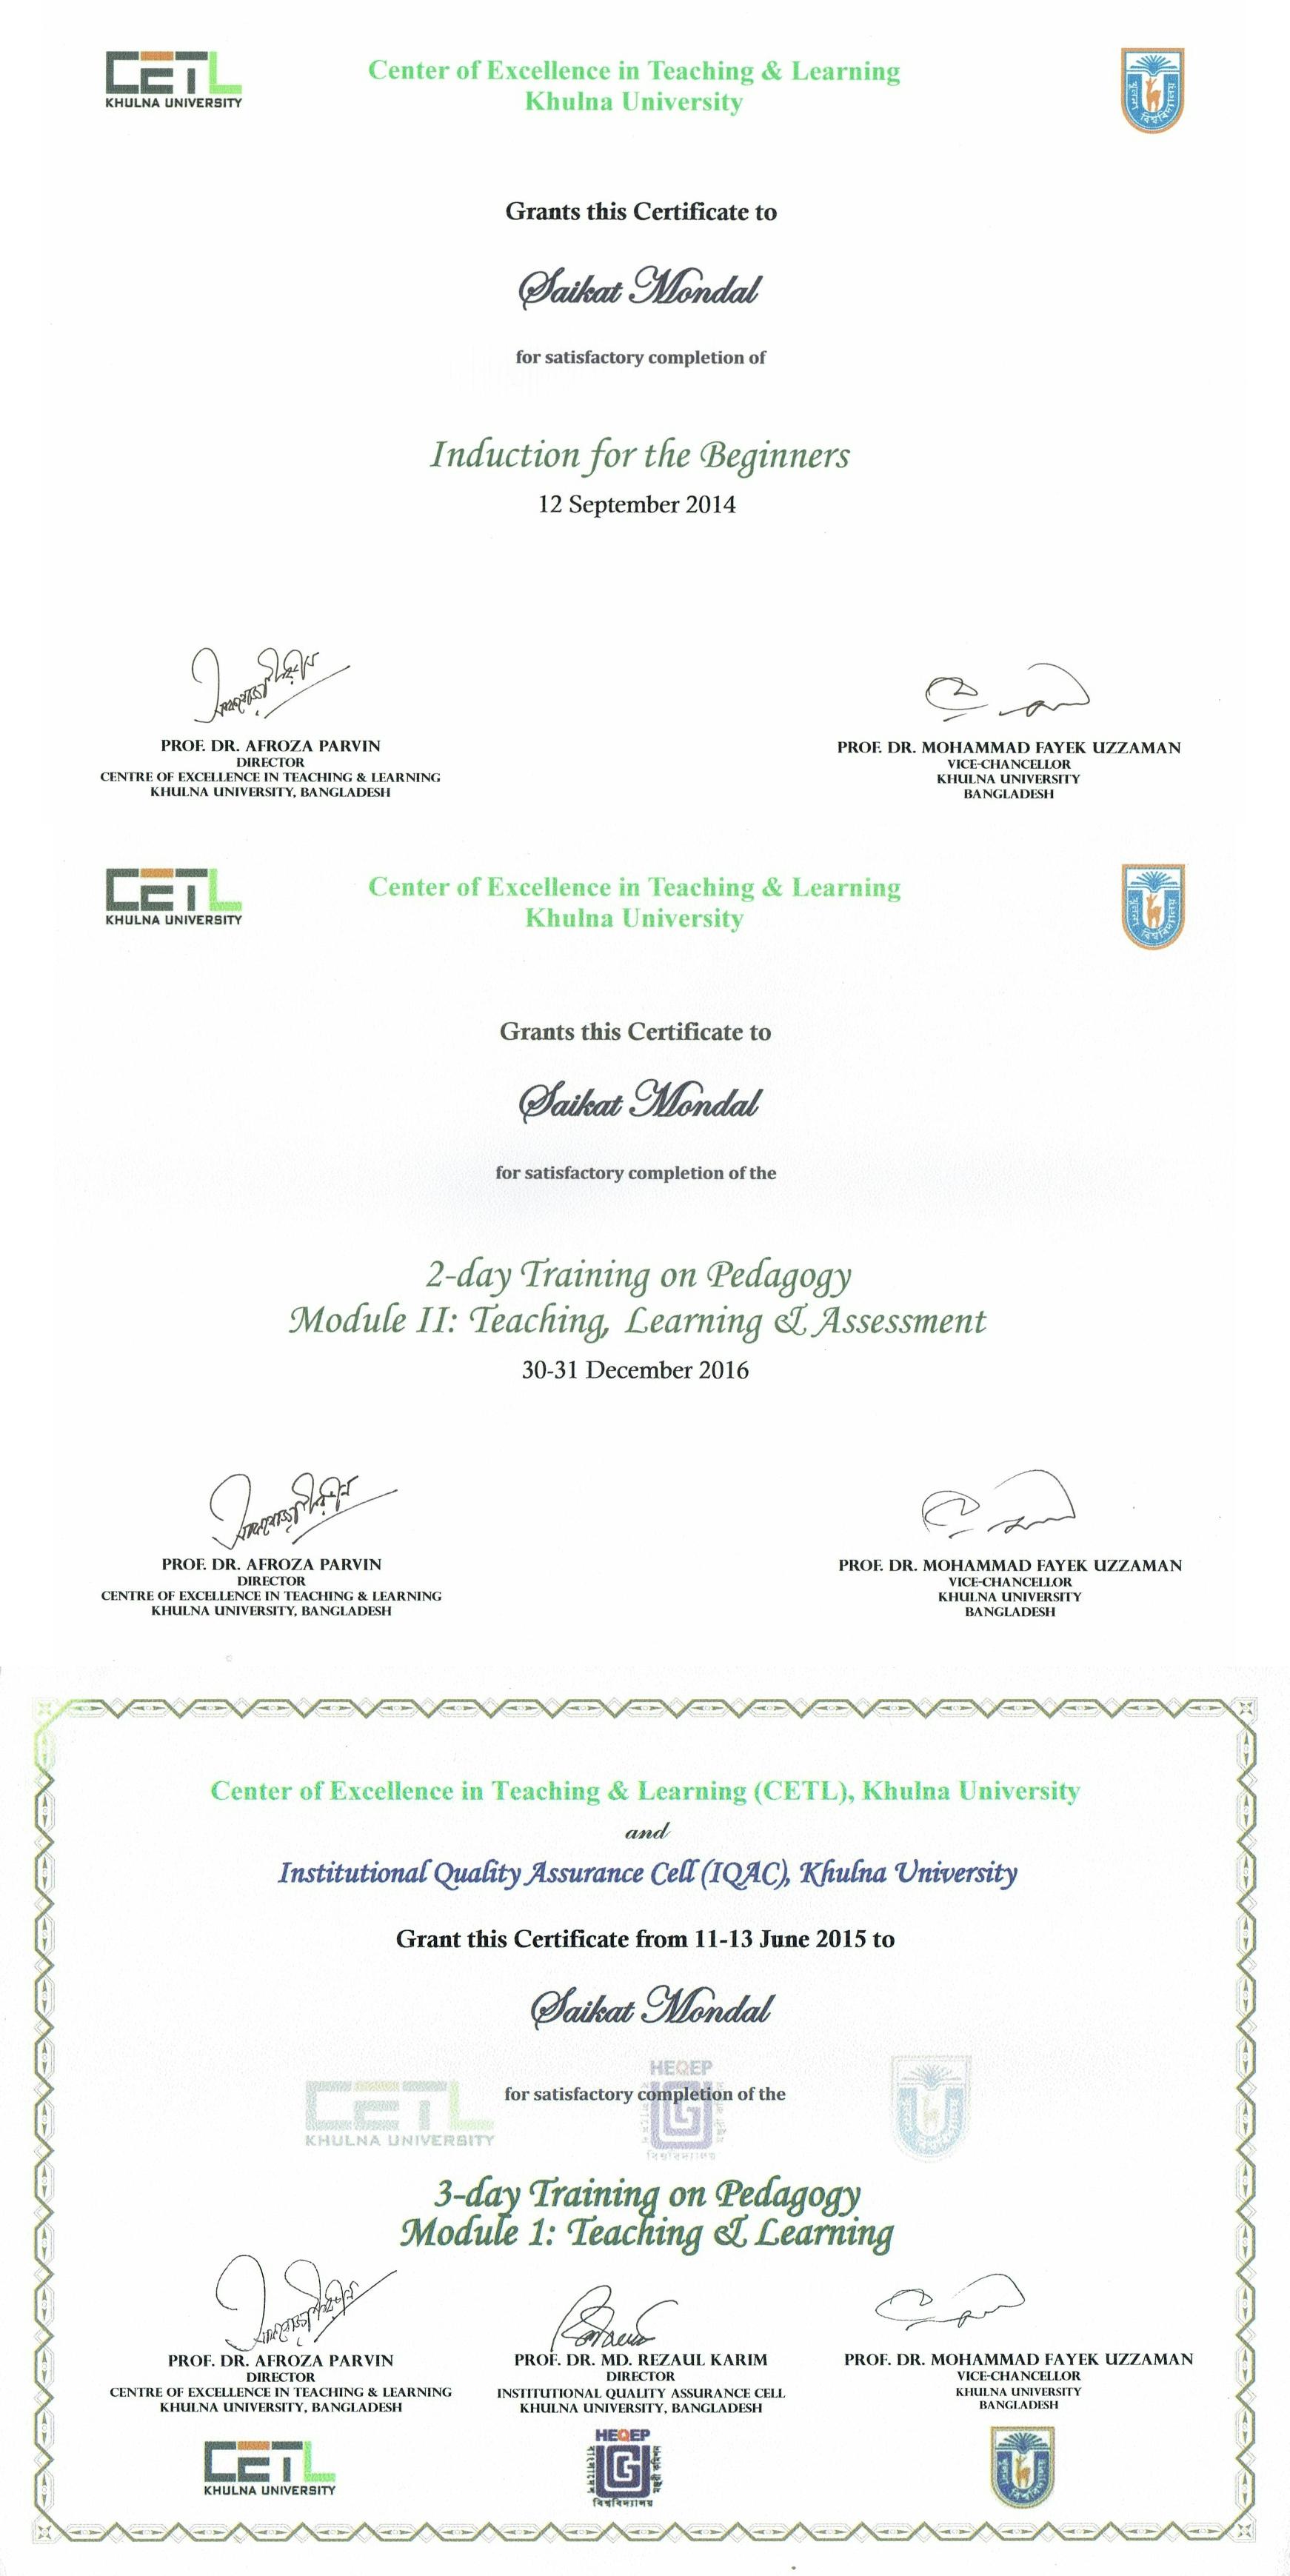 CETL
KHULNA UNIVERSITY
Center of Excellence in Teaching & Learning
Khulna University
খুলনা বিশ্ববিদ্যালয়
Grants this Certificate to
Saikat Mondal
for satisfactory completion of
Induction for the Beginners
12 September 2014
PROF. DR. AFROZA PARVIN
DIRECTOR
CENTRE OF EXCELLENCE IN TEACHING & LEARNING
KHULNA UNIVERSITY, BANGLADESH
PROF. DR. MOHAMMAD FAYEK UZZAMAN
VICE-CHANCELLOR
KHULNA UNIVERSITY
BANGLADESH
CETL
KHULNA UNIVERSITY
Center of Excellence in Teaching & Learning
Khulna University
খুলনা বিশ্ববিদ্যালয়
Grants this Certificate to
Saikat Mondal
for satisfactory completion of the
2-day Training on Pedagogy
Module II: Teaching, Learning & Assessment
30-31 December 2016
PROF. DR. AFROZA PARVIN
DIRECTOR
CENTRE OF EXCELLENCE IN TEACHING & LEARNING
KHULNA UNIVERSITY, BANGLADESH
PROF. DR. MOHAMMAD FAYEK UZZAMAN
VICE-CHANCELLOR
KHULNA UNIVERSITY
BANGLADESH
Center of Excellence in Teaching & Learning (CETL), Khulna University
and
Institutional Quality Assurance Cell (IQAC), Khulna University
Grant this Certificate from 11-13 June 2015 to
Saikat Mondal
CETL
KHULNA UNIVERSITY
HEQEP
for satisfactory completion of the
3-day Training on Pedagogy
Module 1: Teaching & Learning
PROF. DR. AFROZA PARVIN
DIRECTOR
CENTRE OF EXCELLENCE IN TEACHING & LEARNING
KHULNA UNIVERSITY, BANGLADESH
PROF. DR. MD. REZAUL KARIM
DIRECTOR
INSTITUTIONAL QUALITY ASSURANCE CELL
KHULNA UNIVERSITY, BANGLADESH
PROF. DR. MOHAMMAD FAYEK UZZAMAN
VICE-CHANCELLOR
KHULNA UNIVERSITY
BANGLADESH
CETL
KHULNA UNIVERSITY
HEQEP